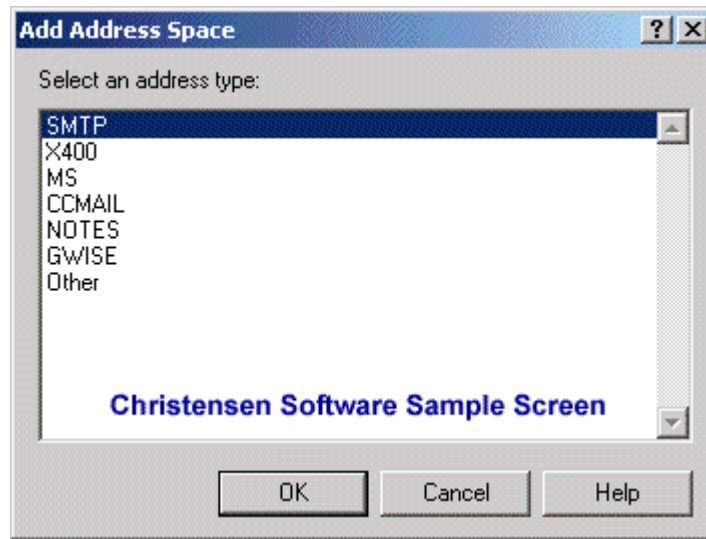 Add Address Space
Select an address type:
SMTP
X400
MS
CCMAIL
NOTES
GWISE
Other
Christensen Software Sample Screen
OK Cancel Help